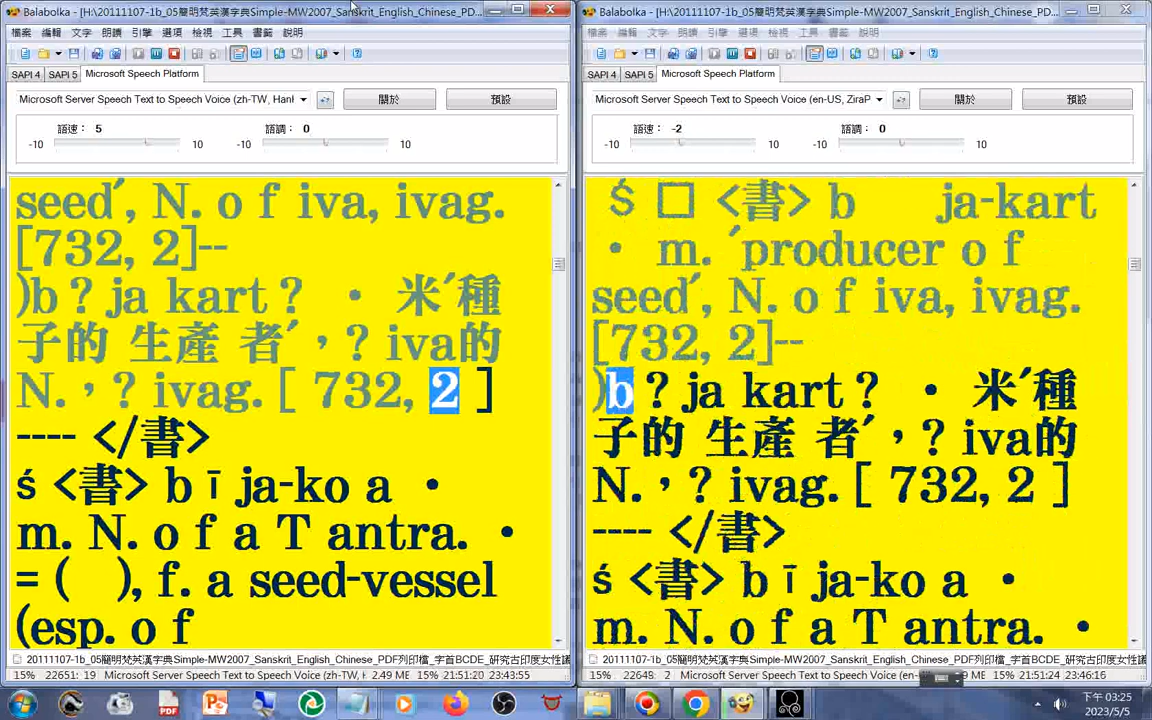 Balabolka - [H:\20111107-1b_05簡明梵英漢字典Simple-MW2007_Sanskrit_English_Chinese_PD...
檔案 編輯 文字 朗讀 引擎 選項 檢視 工具 書籤 說明
SAPI 4 SAPI 5 Microsoft Speech Platform
Microsoft Server Speech Text to Speech Voice (zh-TW, Hanl 關於 預設
語速： 5 語調： 0
-10 10 -10 10
seed´, N. o f iva, ivag.
[732, 2]--
)b ? ja kart ? • 米´種
子的 生產 者´，? iva的
N.，? ivag. [ 732, 2 ]
---- </書>
ś <書> b ī ja-ko a •
m. N. o f a T antra. •
= ( ), f. a seed-vessel
(esp. o f
20111107-1b_05簡明梵英漢字典Simple-MW2007_Sanskrit_English_Chinese_PDF列印檔_字首BCDE_研究古印度女性議
15% 22651: 19 Microsoft Server Speech Text to Speech Voice (zh-TW, H 2.49 MB 21:51:20 23:43:55
Balabolka - [H:\20111107-1b_05簡明梵英漢字典Simple-MW2007_Sanskrit_English_Chinese_PD...
檔案 編輯 文字 朗讀 引擎 選項 檢視 工具 書籤 說明
SAPI 4 SAPI 5 Microsoft Speech Platform
Microsoft Server Speech Text to Speech Voice (en-US, ZiraP 關於 預設
語速： -2 語調： 0
-10 10 -10 10
Ś □ <書> b ja-kart
• m. ´producer o f
seed´, N. o f iva, ivag.
[732, 2]--
)b ? ja kart ? • 米´種
子的 生產 者´，? iva的
N.，? ivag. [ 732, 2 ]
---- </書>
ś <書> b ī ja-ko a •
m. N. o f a T antra. •
20111107-1b_05簡明梵英漢字典Simple-MW2007_Sanskrit_English_Chinese_PDF列印檔_字首BCDE_研究古印度女性議
15% 22648: 2 Microsoft Server Speech Text to Speech Voice 21:51:24 23:46:16
下午 03:25
2023/5/5